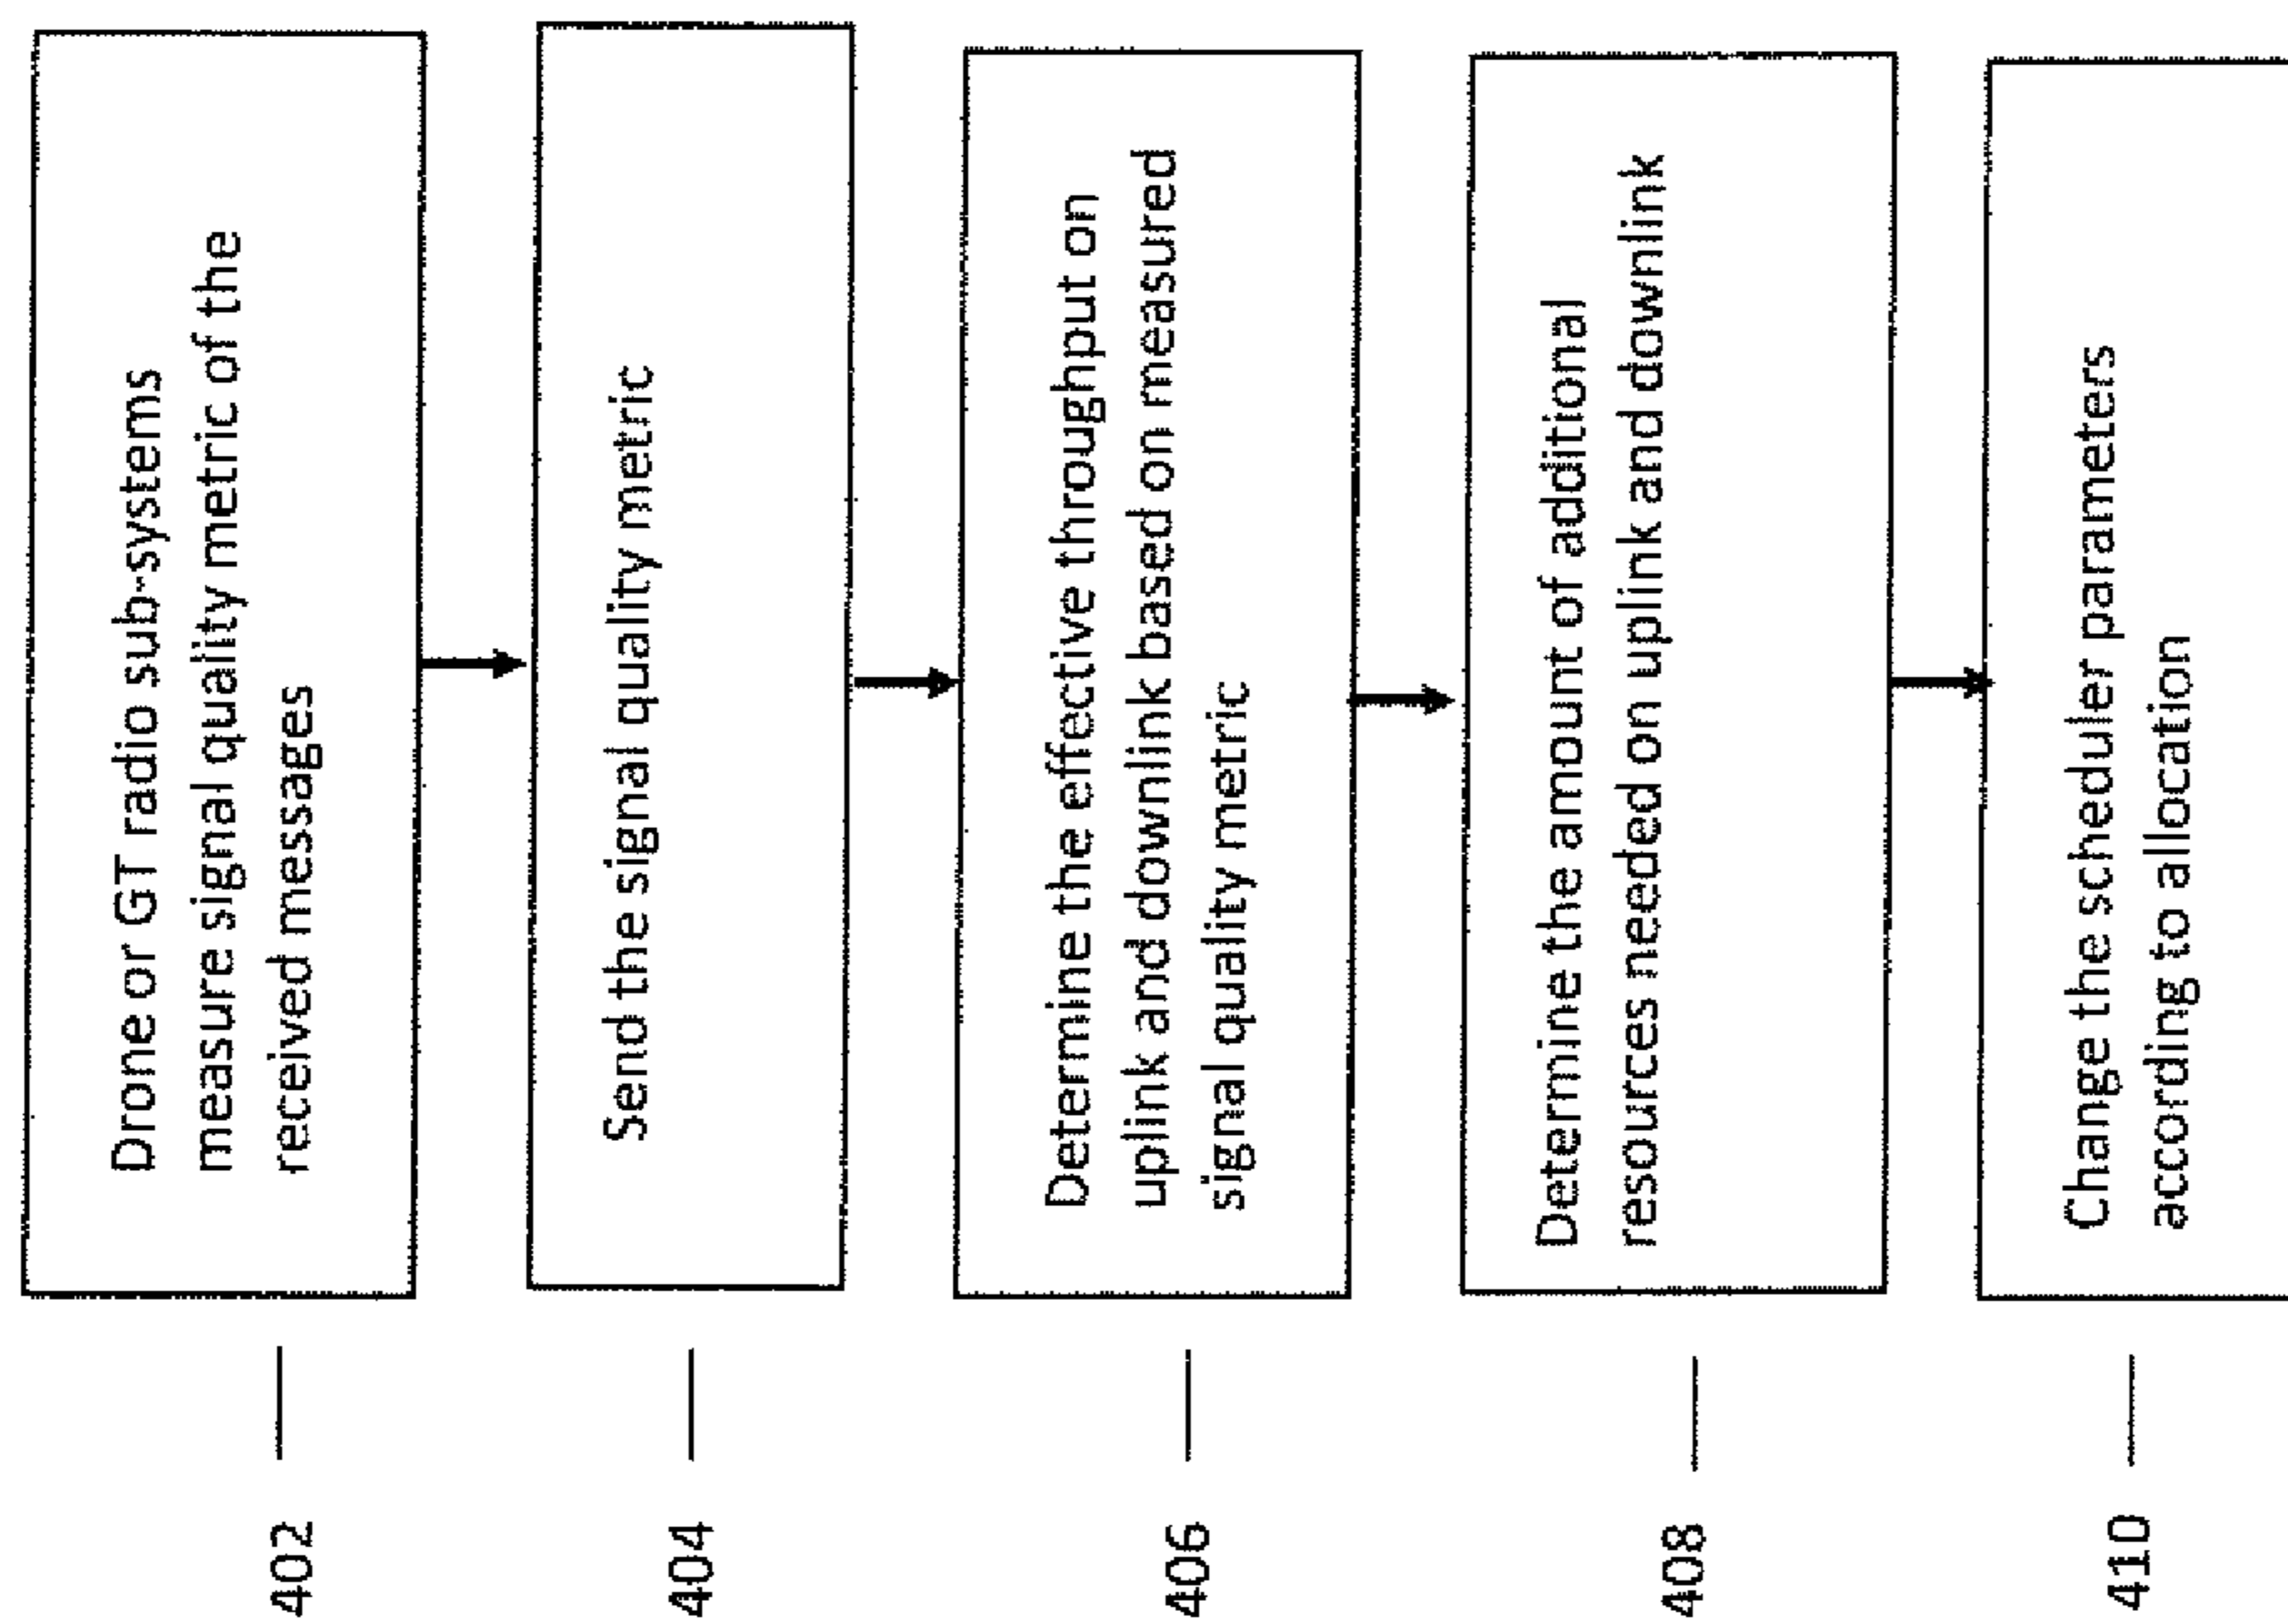 402
Drone or GT radio sub-systems
measure signal quality metric of the
received messages
404
Send the signal quality metric
406
Determine the effective throughput on
uplink and downlink based on measured
signal quality metric
408
Determine the amount of additional
resources needed on uplink and downlink
410
Change the scheduler parameters
according to allocation